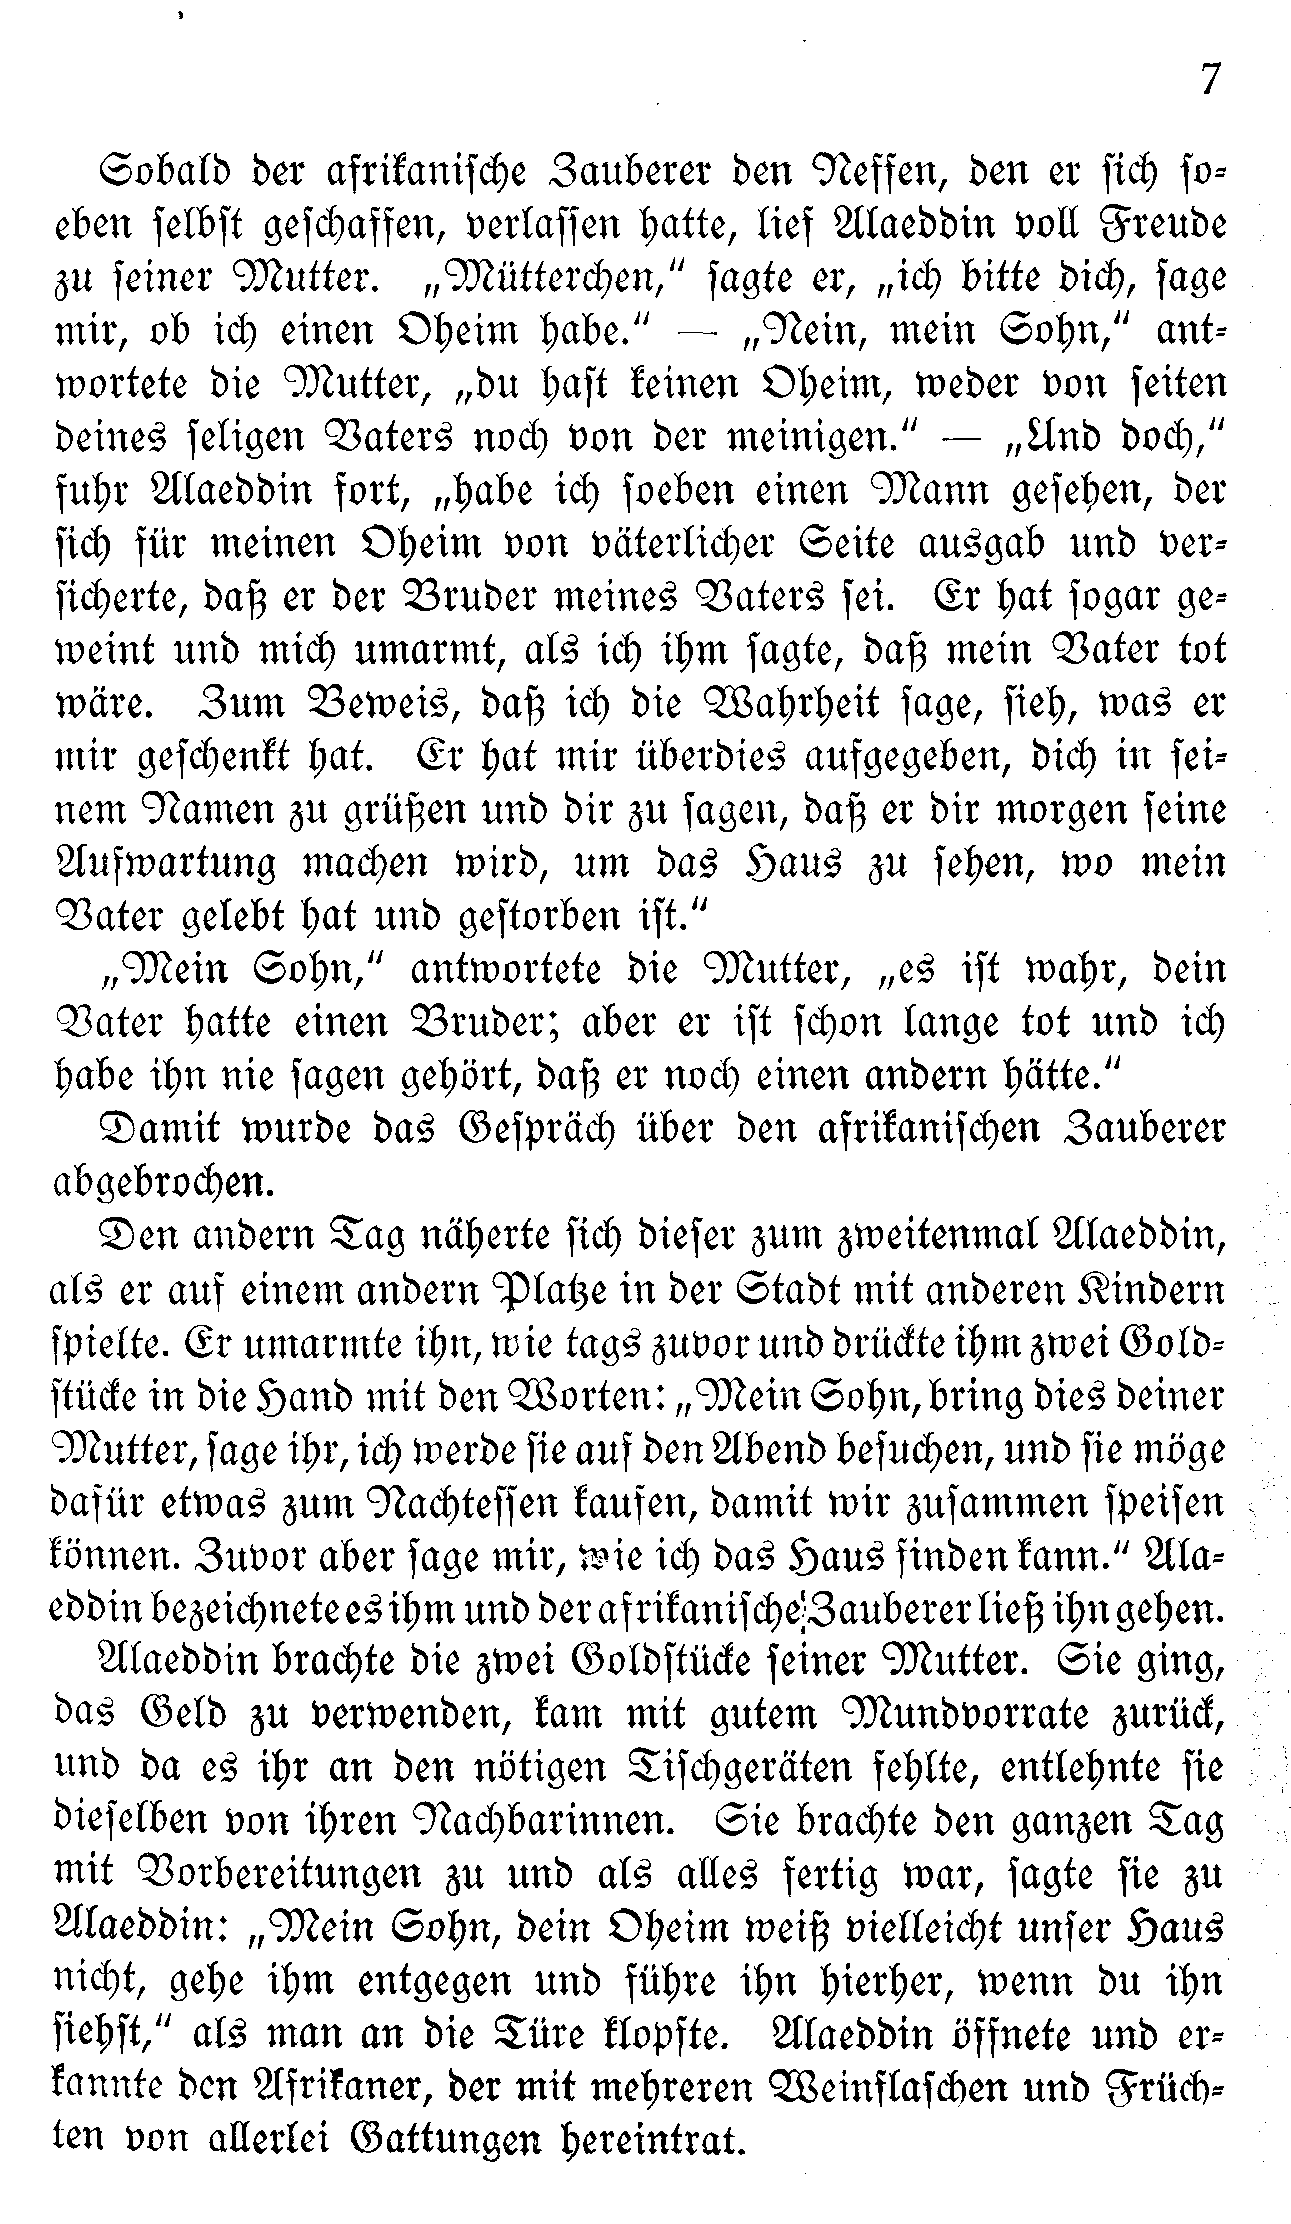 7
Sobald der afrikanische Zauberer den Neffen, den er sich so-
eben selbst geschaffen, verlassen hatte, lief Alaeddin voll Freude
zu seiner Mutter. „Mütterchen,“ sagte er, „ich bitte dich, sage
mir, ob ich einen Oheim habe.“ — „Nein, mein Sohn,“ ant-
wortete die Mutter, „du hast keinen Oheim, weder von seiten
deines seligen Vaters noch von der meinigen.“ — „Und doch,“
fuhr Alaeddin fort, „habe ich soeben einen Mann gesehen, der
sich für meinen Oheim von väterlicher Seite ausgab und ver-
sicherte, daß er der Bruder meines Vaters sei. Er hat sogar ge-
weint und mich umarmt, als ich ihm sagte, daß mein Vater tot
wäre. Zum Beweis, daß ich die Wahrheit sage, sieh, was er
mir geschenkt hat. Er hat mir überdies aufgegeben, dich in sei-
nem Namen zu grüßen und dir zu sagen, daß er dir morgen seine
Aufwartung machen wird, um das Haus zu sehen, wo mein
Vater gelebt hat und gestorben ist.“
„Mein Sohn,“ antwortete die Mutter, „es ist wahr, dein
Vater hatte einen Bruder; aber er ist schon lange tot und ich
habe ihn nie sagen gehört, daß er noch einen andern hätte.“
Damit wurde das Gespräch über den afrikanischen Zauberer
abgebrochen.
Den andern Tag näherte sich dieser zum zweitenmal Alaeddin,
als er auf einem andern Platze in der Stadt mit anderen Kindern
spielte. Er umarmte ihn, wie tags zuvor und drückte ihm zwei Gold-
stücke in die Hand mit den Worten: „Mein Sohn, bring dies deiner
Mutter, sage ihr, ich werde sie auf den Abend besuchen, und sie möge
dafür etwas zum Nachtessen kaufen, damit wir zusammen speisen
können. Zuvor aber sage mir, wie ich das Haus finden kann.“ Ala-
eddin bezeichnete es ihm und der afrikanische Zauberer ließ ihn gehen.
Alaeddin brachte die zwei Goldstücke seiner Mutter. Sie ging,
das Geld zu verwenden, kam mit gutem Mundvorrate zurück,
und da es ihr an den nötigen Tischgeräten fehlte, entlehnte sie
dieselben von ihren Nachbarinnen. Sie brachte den ganzen Tag
mit Vorbereitungen zu und als alles fertig war, sagte sie zu
Alaeddin: „Mein Sohn, dein Oheim weiß vielleicht unser Haus
nicht, gehe ihm entgegen und führe ihn hierher, wenn du ihn
siehst,“ als man an die Türe klopfte. Alaeddin öffnete und er-
kannte den Afrikaner, der mit mehreren Weinflaschen und Früch-
ten von allerlei Gattungen hereintrat.